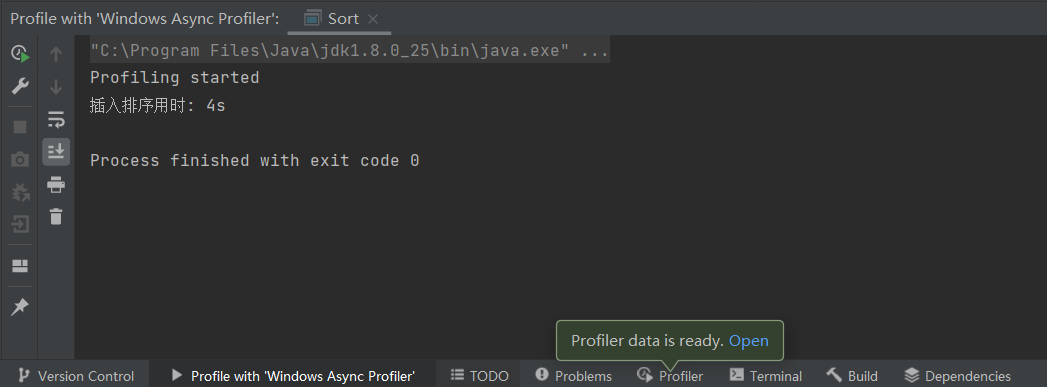 Profile with 'Windows Async Profiler':
Sort
"C:\Program Files\Java\jdk1.8.0_25\bin\java.exe" ...
Profiling started
插入排序用时: 4s
Process finished with exit code 0
Profiler data is ready. Open
Version Control
Profile with 'Windows Async Profiler'
TODO
Problems
Profiler
Terminal
Build
Dependencies